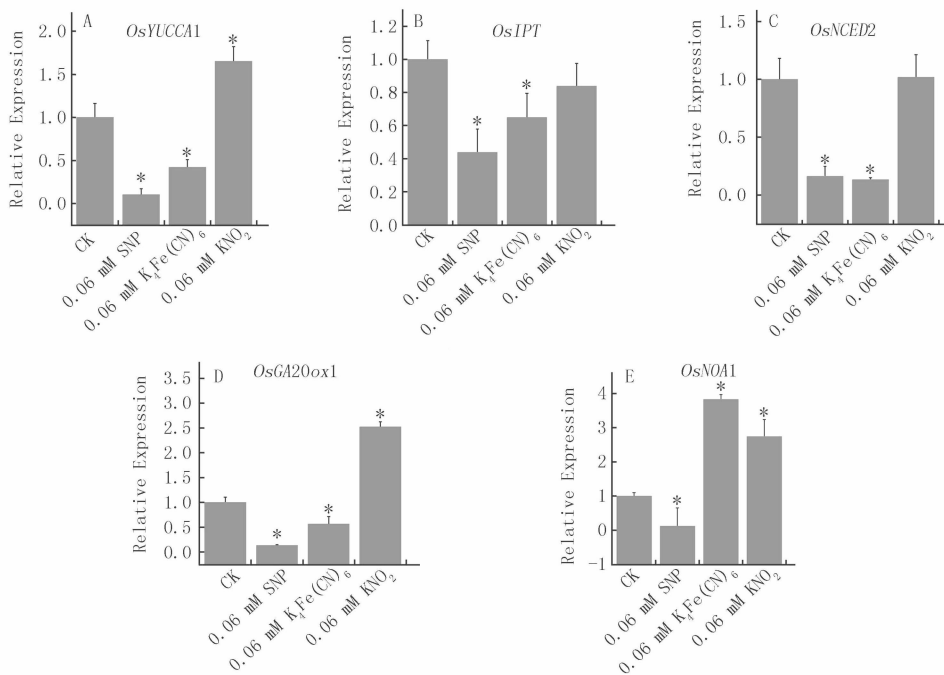 A
OsYUCCA1
Relative Expression
2.0
1.5
1.0
0.5
0.0
*
*
*
CK
0.06 mM SNP
0.06 mM K₄Fe(CN)₆
0.06 mM KNO₂
B
OsIPT
Relative Expression
1.0
0.8
0.6
0.4
0.2
0.0
*
*
CK
0.06 mM SNP
0.06 mM K₄Fe(CN)₆
0.06 mM KNO₂
C
OsNCED2
Relative Expression
1.5
1.0
0.5
0.0
*
*
CK
0.06 mM SNP
0.06 mM K₄Fe(CN)₆
0.06 mM KNO₂
D
OsGA20ox1
Relative Expression
3.5
3.0
2.5
2.0
1.5
1.0
0.5
0.0
*
*
*
CK
0.06 mM SNP
0.06 mM K₄Fe(CN)₆
0.06 mM KNO₂
E
OsNOA1
Relative Expression
4
3
2
1
0
-1
*
*
*
CK
0.06 mM SNP
0.06 mM K₄Fe(CN)₆
0.06 mM KNO₂